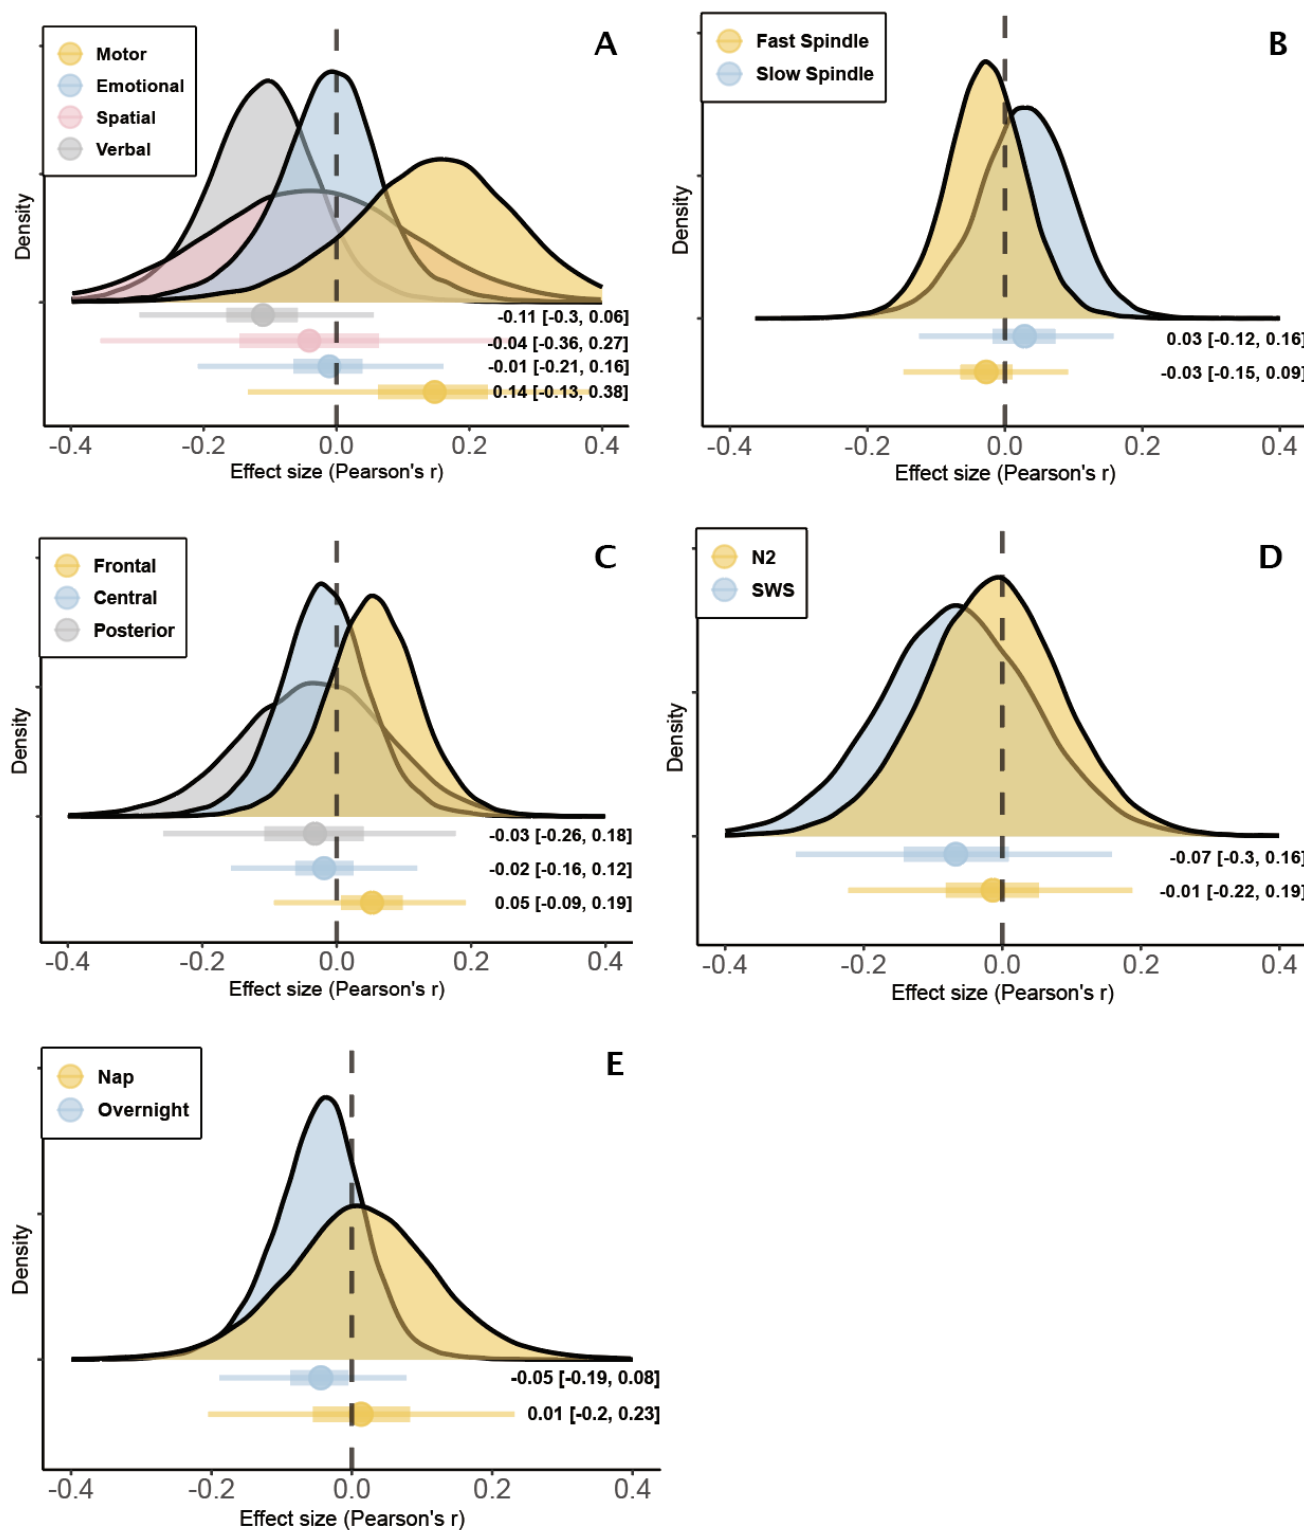 A
Motor
Emotional
Spatial
Verbal
Density
-0.11 [-0.3, 0.06]
-0.04 [-0.36, 0.27]
-0.01 [-0.21, 0.16]
0.14 [-0.13, 0.38]
-0.4 -0.2 0.0 0.2 0.4
Effect size (Pearson's r)
B
Fast Spindle
Slow Spindle
Density
0.03 [-0.12, 0.16]
-0.03 [-0.15, 0.09]
-0.4 -0.2 0.0 0.2 0.4
Effect size (Pearson's r)
C
Frontal
Central
Posterior
Density
-0.03 [-0.26, 0.18]
-0.02 [-0.16, 0.12]
0.05 [-0.09, 0.19]
-0.4 -0.2 0.0 0.2 0.4
Effect size (Pearson's r)
D
N2
SWS
Density
-0.07 [-0.3, 0.16]
-0.01 [-0.22, 0.19]
-0.4 -0.2 0.0 0.2 0.4
Effect size (Pearson's r)
E
Nap
Overnight
Density
-0.05 [-0.19, 0.08]
0.01 [-0.2, 0.23]
-0.4 -0.2 0.0 0.2 0.4
Effect size (Pearson's r)